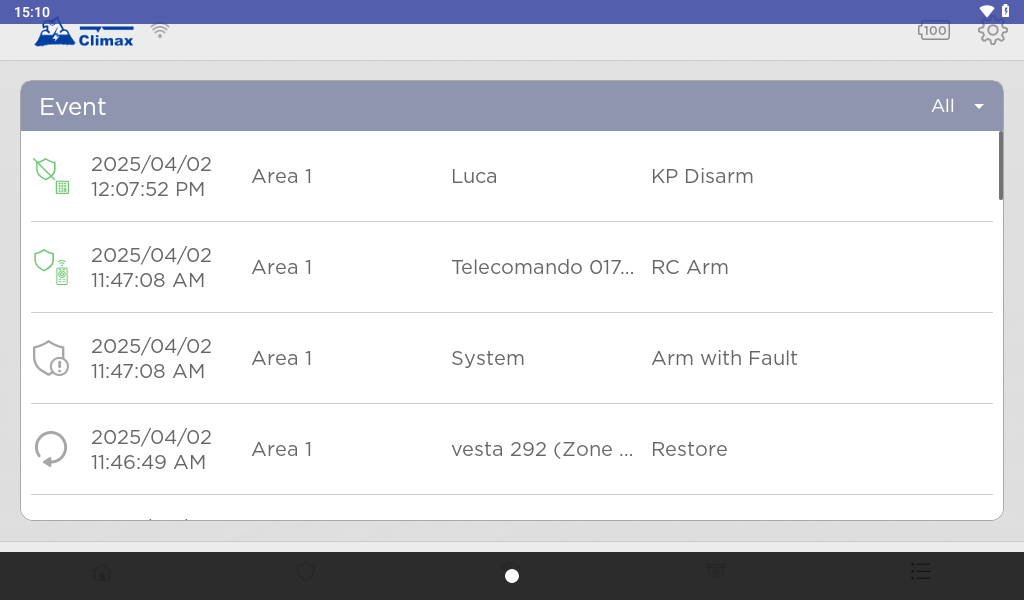 15:10
Climax
100
Event
All
2025/04/02
12:07:52 PM
Area 1
Luca
KP Disarm
2025/04/02
11:47:08 AM
Area 1
Telecomando 017...
RC Arm
2025/04/02
11:47:08 AM
Area 1
System
Arm with Fault
2025/04/02
11:46:49 AM
Area 1
vesta 292 (Zone ...
Restore